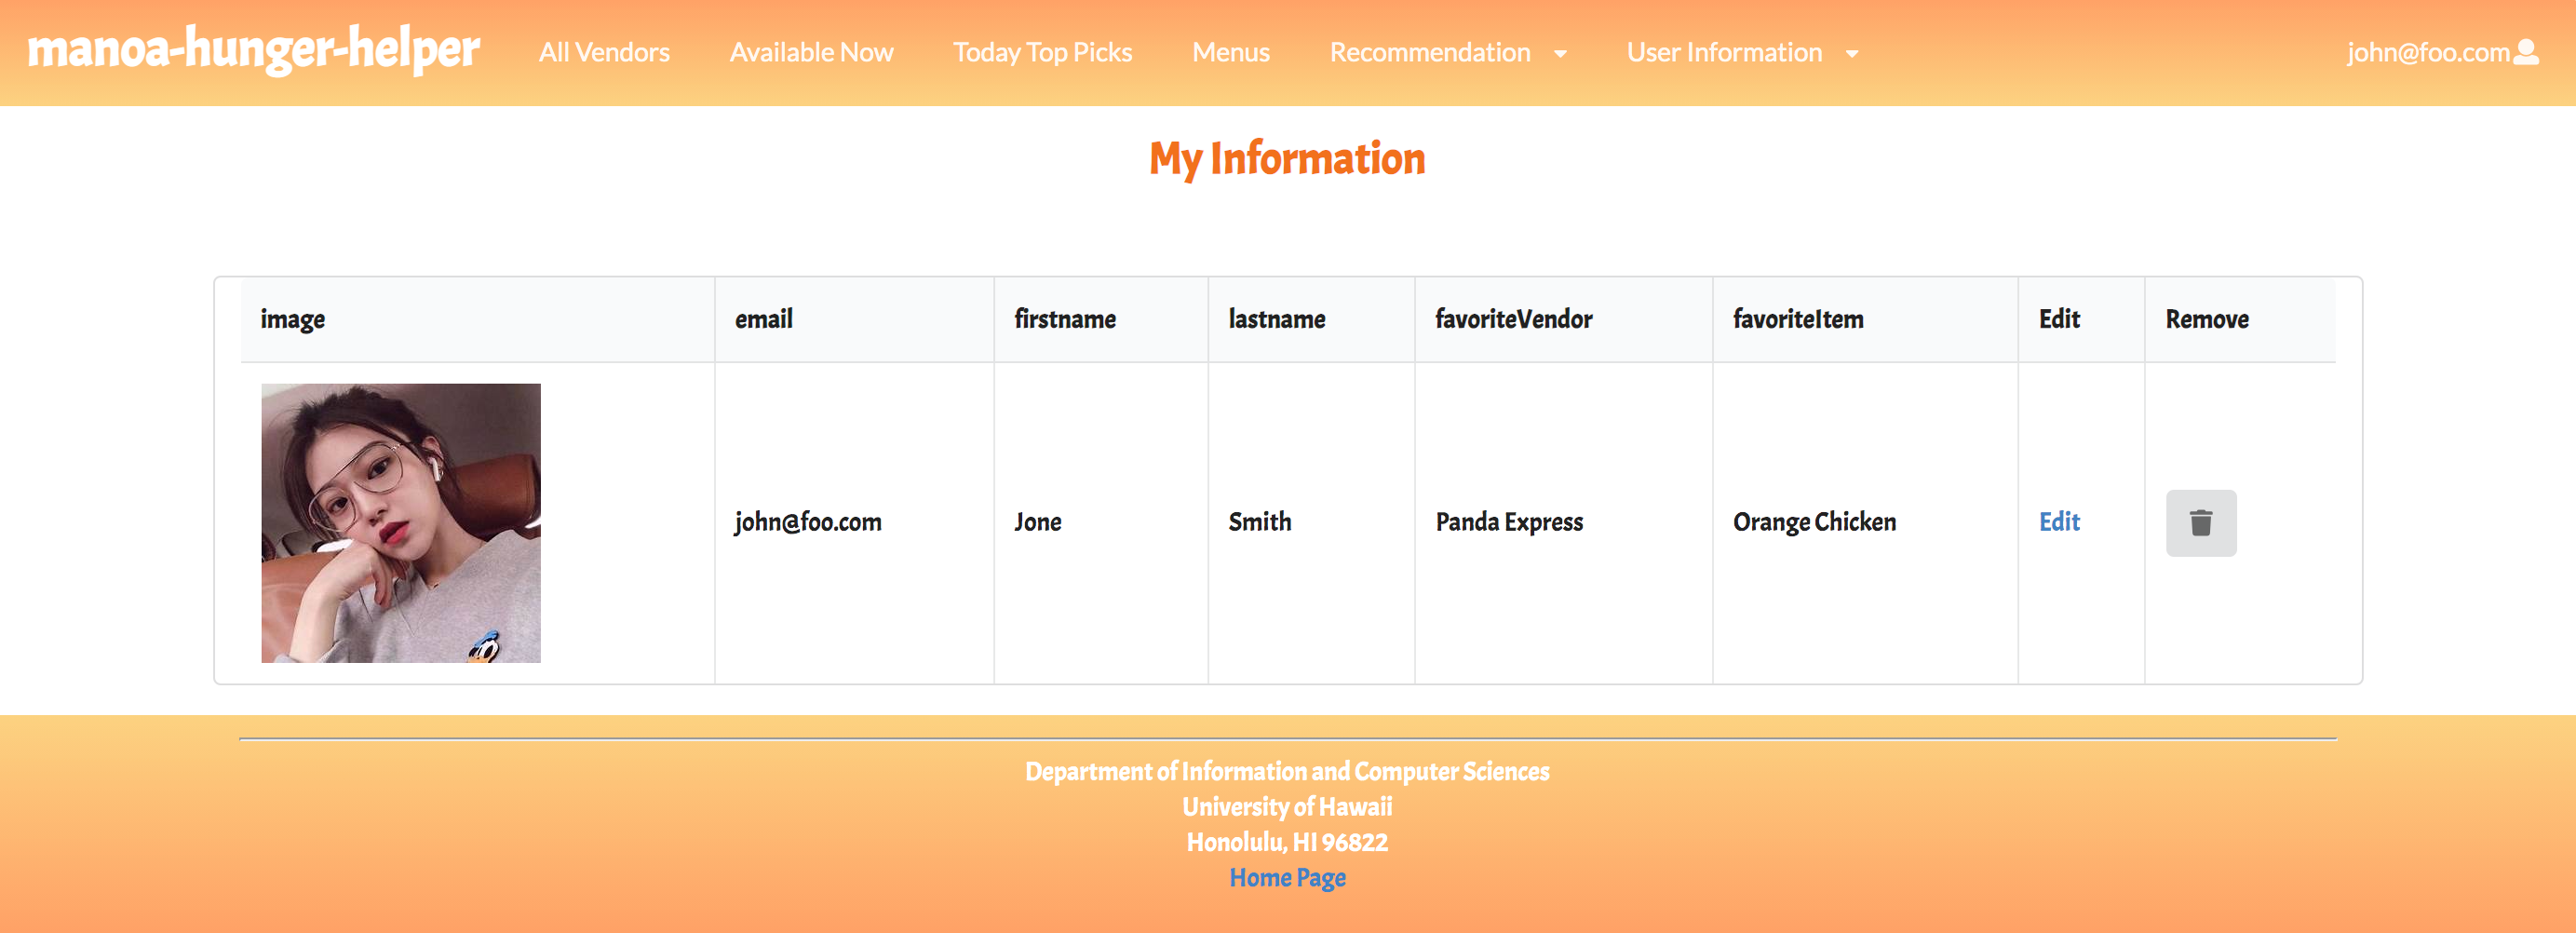 manoa-hunger-helper All Vendors Available Now Today Top Picks Menus Recommendation User Information john@foo.com
My Information
image email firstname lastname favoriteVendor favoriteItem Edit Remove
john@foo.com Jone Smith Panda Express Orange Chicken Edit
Department of Information and Computer Sciences
University of Hawaii
Honolulu, HI 96822
Home Page